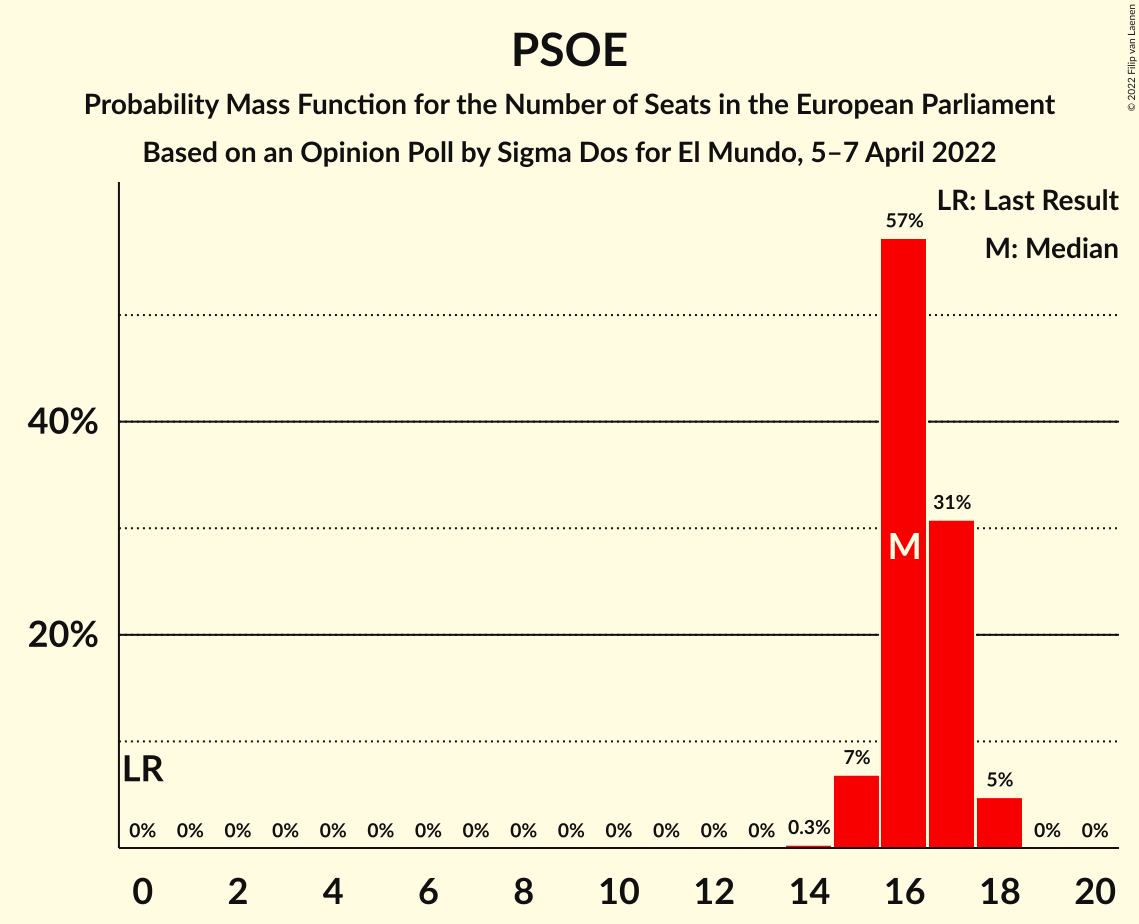 PSOE
Probability Mass Function for the Number of Seats in the European Parliament
Based on an Opinion Poll by Sigma Dos for El Mundo, 5–7 April 2022
© 2022 Filip van Laenen
LR: Last Result
M: Median
57%
40%
31%
M
20%
LR
7%
5%
0% 0% 0% 0% 0% 0% 0% 0% 0% 0% 0% 0% 0% 0% 0.3% 0% 0%
0 2 4 6 8 10 12 14 16 18 20